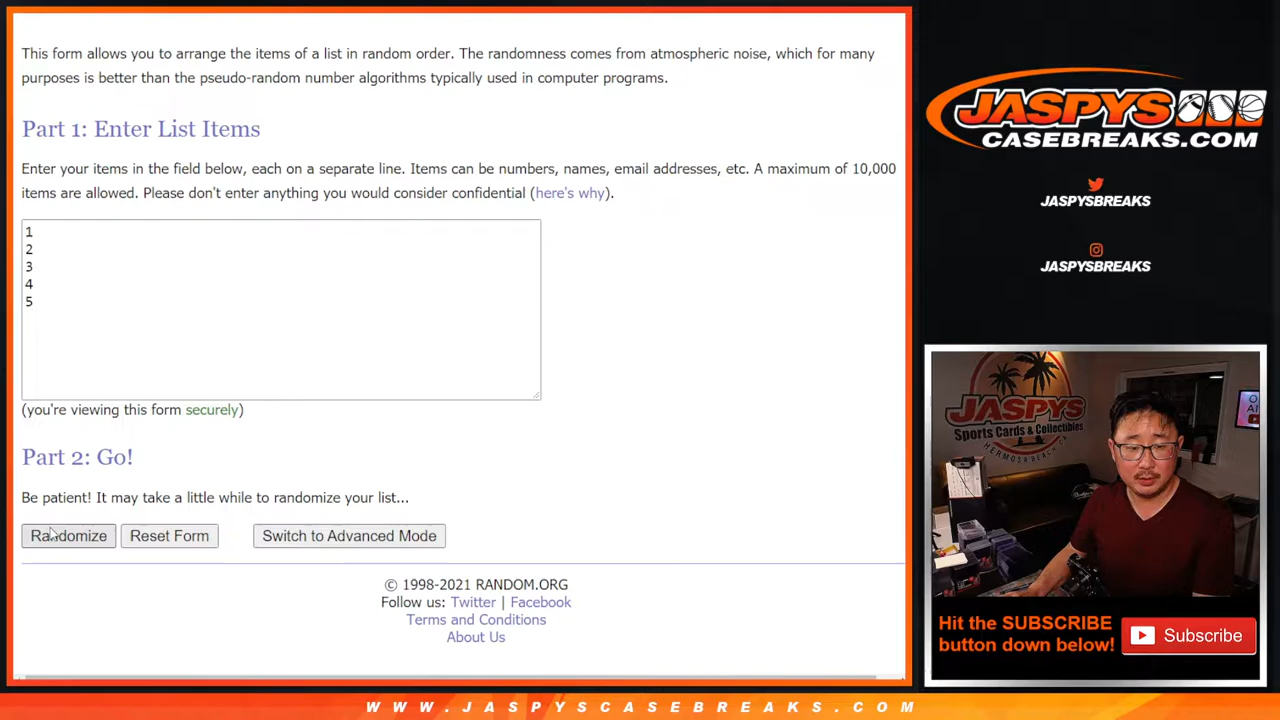 This form allows you to arrange the items of a list in random order. The randomness comes from atmospheric noise, which for many
purposes is better than the pseudo-random number algorithms typically used in computer programs.
Part 1: Enter List Items
Enter your items in the field below, each on a separate line. Items can be numbers, names, email addresses, etc. A maximum of 10,000
items are allowed. Please don't enter anything you would consider confidential (here's why).
1
2
3
4
5
(you're viewing this form securely)
Part 2: Go!
Be patient! It may take a little while to randomize your list...
Randomize Reset Form Switch to Advanced Mode
© 1998-2021 RANDOM.ORG
Follow us: Twitter | Facebook
Terms and Conditions
About Us
JASPYS
CASEBREAKS.COM
JASPYSBREAKS
JASPYSBREAKS
JASPYS
Sports Cards & Collectibles
HERMOSA BEACH, CA
Hit the SUBSCRIBE
button down below!
Subscribe
WWW.JASPYSCASEBREAKS.COM